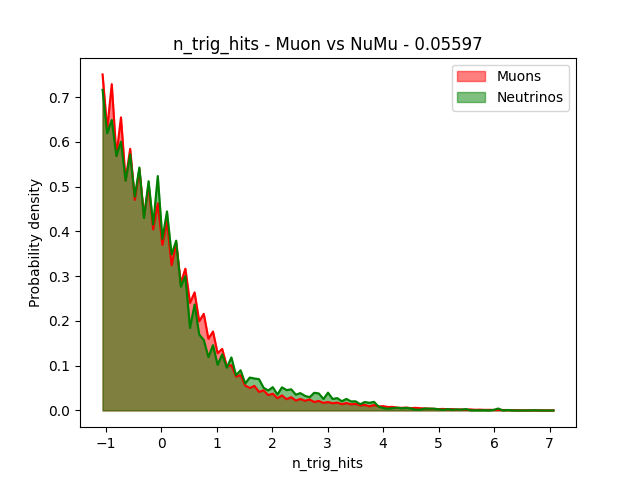 n_trig_hits - Muon vs NuMu - 0.05597
Muons
Neutrinos
Probability density
0.7
0.6
0.5
0.4
0.3
0.2
0.1
0.0
−1 0 1 2 3 4 5 6 7
n_trig_hits